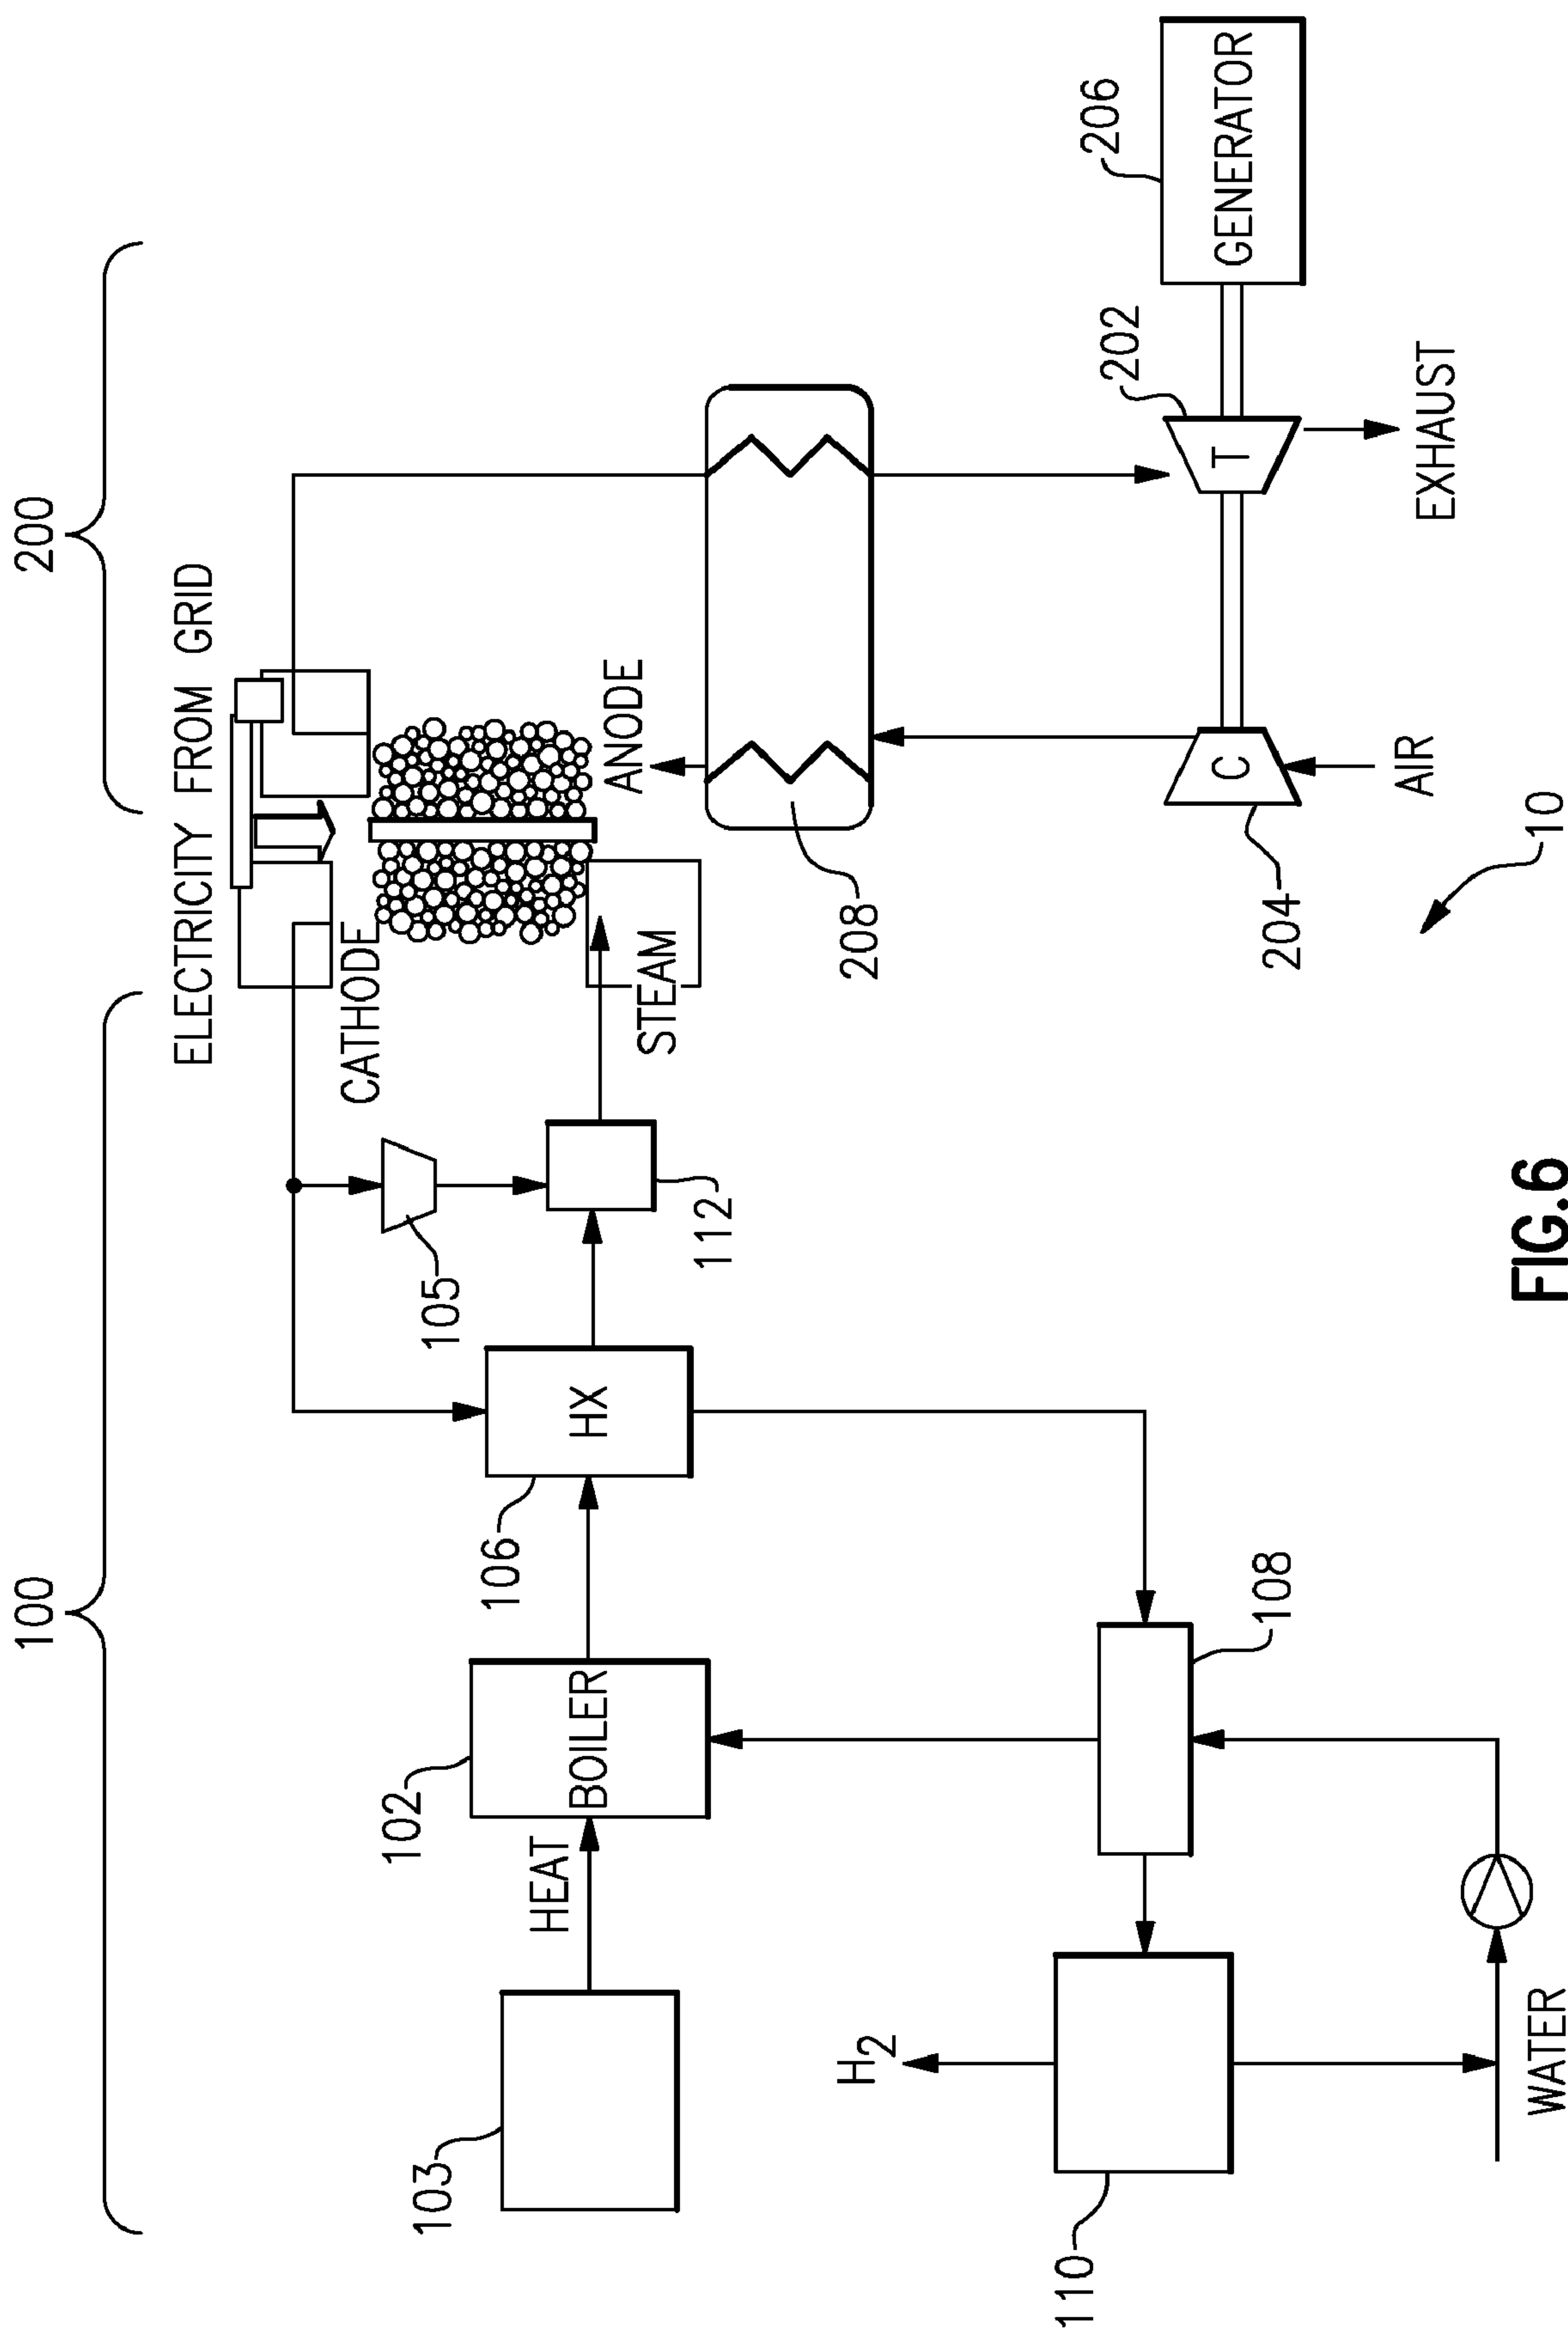 100
200
ELECTRICITY FROM GRID
CATHODE
ANODE
STEAM
105
112
HX
106
BOILER
102
HEAT
103
208
108
H2
110
WATER
C
204
AIR
T
202
EXHAUST
GENERATOR
206
10
FIG.6